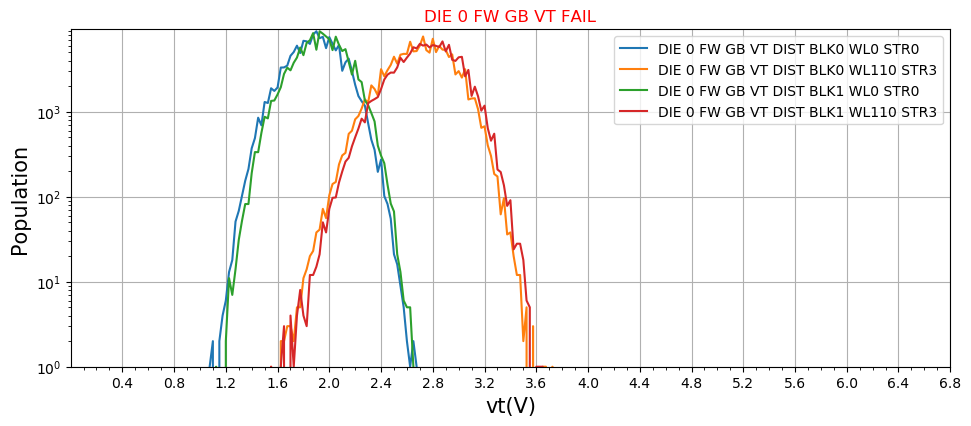 DIE 0 FW GB VT FAIL
DIE 0 FW GB VT DIST BLK0 WL0 STR0
DIE 0 FW GB VT DIST BLK0 WL110 STR3
DIE 0 FW GB VT DIST BLK1 WL0 STR0
DIE 0 FW GB VT DIST BLK1 WL110 STR3
Population
10³
10²
10¹
10⁰
0.4 0.8 1.2 1.6 2.0 2.4 2.8 3.2 3.6 4.0 4.4 4.8 5.2 5.6 6.0 6.4 6.8
vt(V)